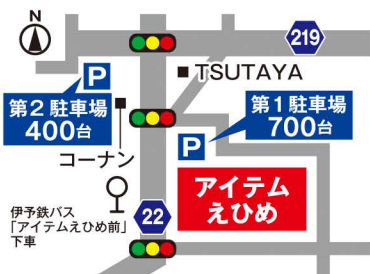 N
219
P
TSUTAYA
第2駐車場
400台
第1駐車場
700台
コーナン
P
アイテム
えひめ
伊予鉄バス
「アイテムえひめ前」
下車
22